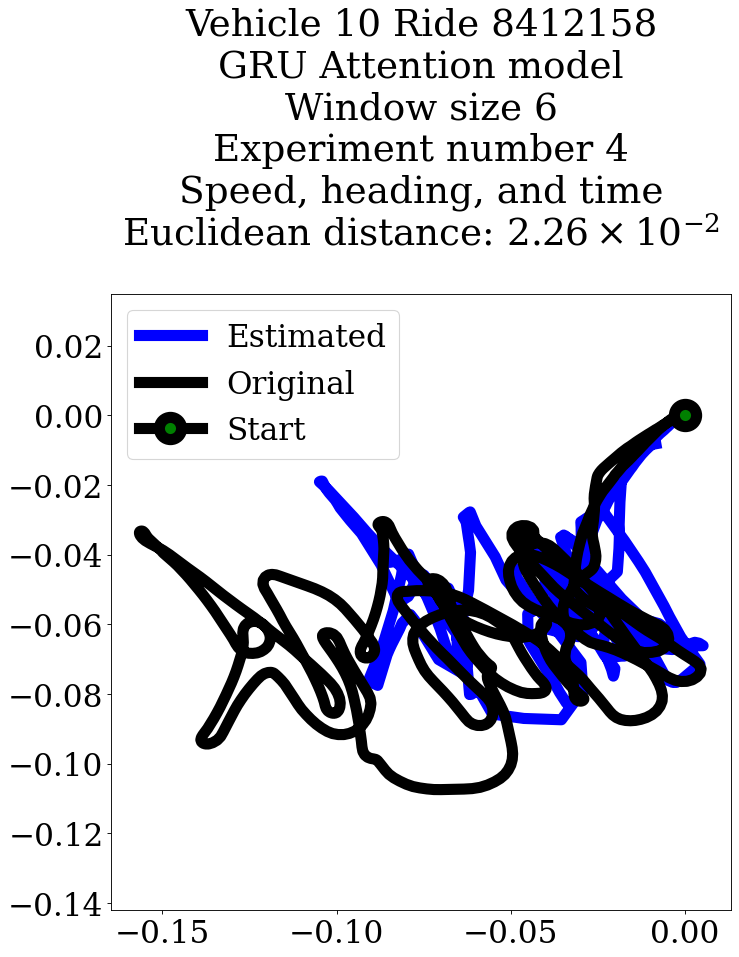 Vehicle 10 Ride 8412158
GRU Attention model
Window size 6
Experiment number 4
Speed, heading, and time
Euclidean distance: 2.26 × 10⁻²
Estimated
Original
Start
0.02
0.00
−0.02
−0.04
−0.06
−0.08
−0.10
−0.12
−0.14
−0.15
−0.10
−0.05
0.00